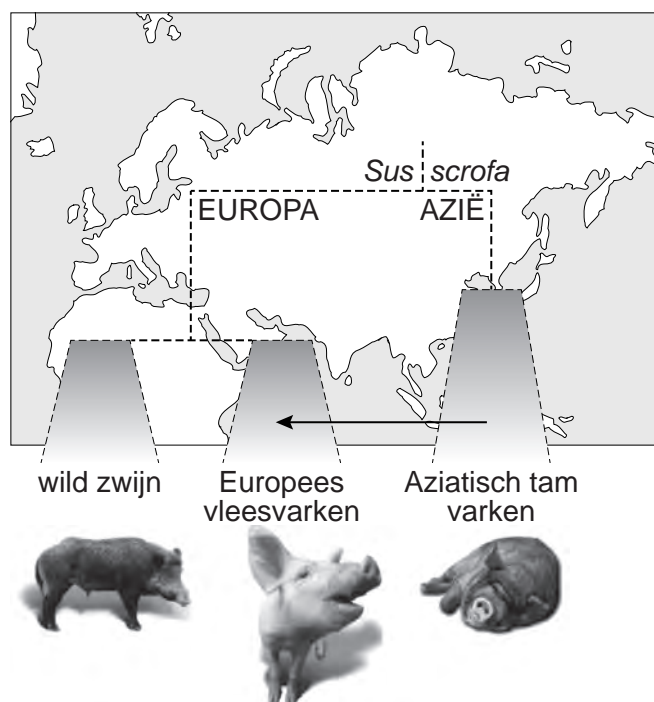 Sus scrofa
EUROPA AZIË
wild zwijn
Europees
vleesvarken
Aziatisch tam
varken